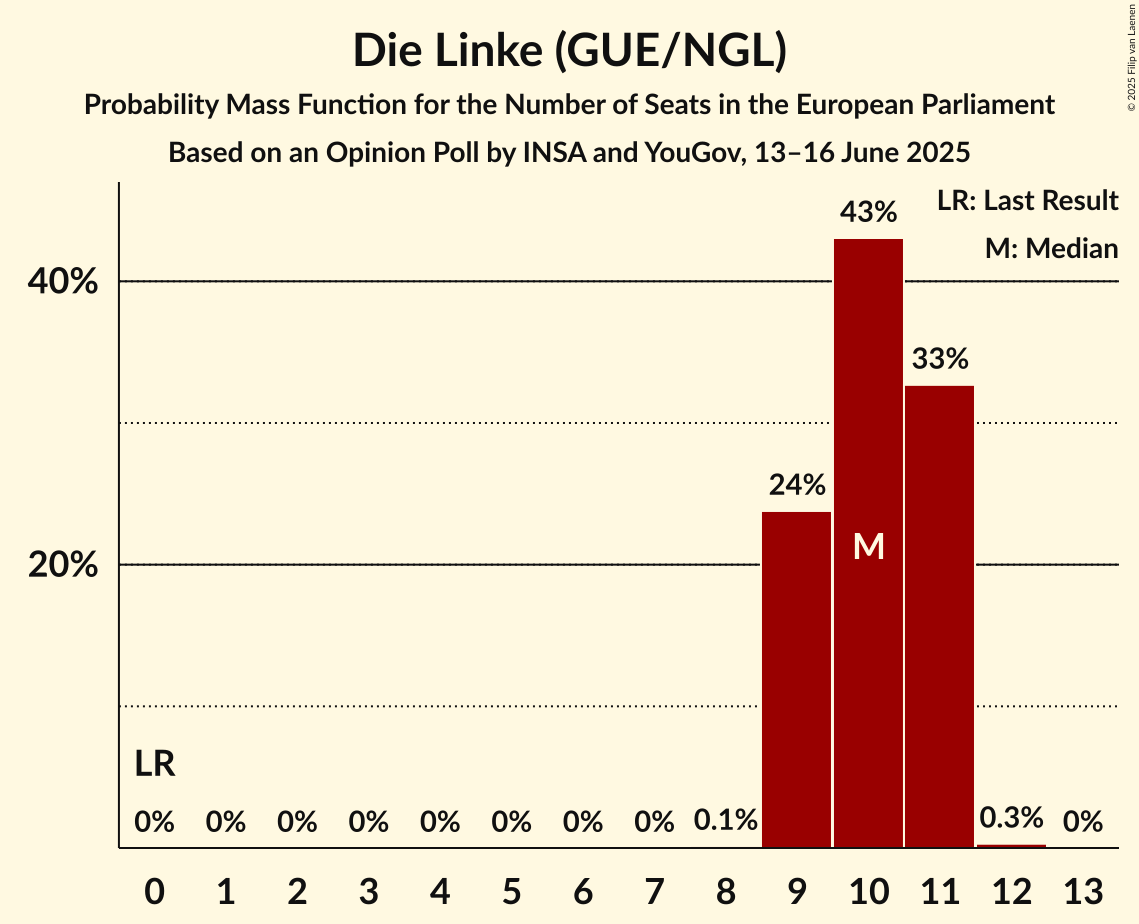 Die Linke (GUE/NGL)
Probability Mass Function for the Number of Seats in the European Parliament
Based on an Opinion Poll by INSA and YouGov, 13–16 June 2025
© 2025 Filip van Laenen
LR: Last Result
M: Median
43%
40%
33%
24%
M
20%
LR
0% 0% 0% 0% 0% 0% 0% 0% 0.1% 0.3% 0%
0 1 2 3 4 5 6 7 8 9 10 11 12 13